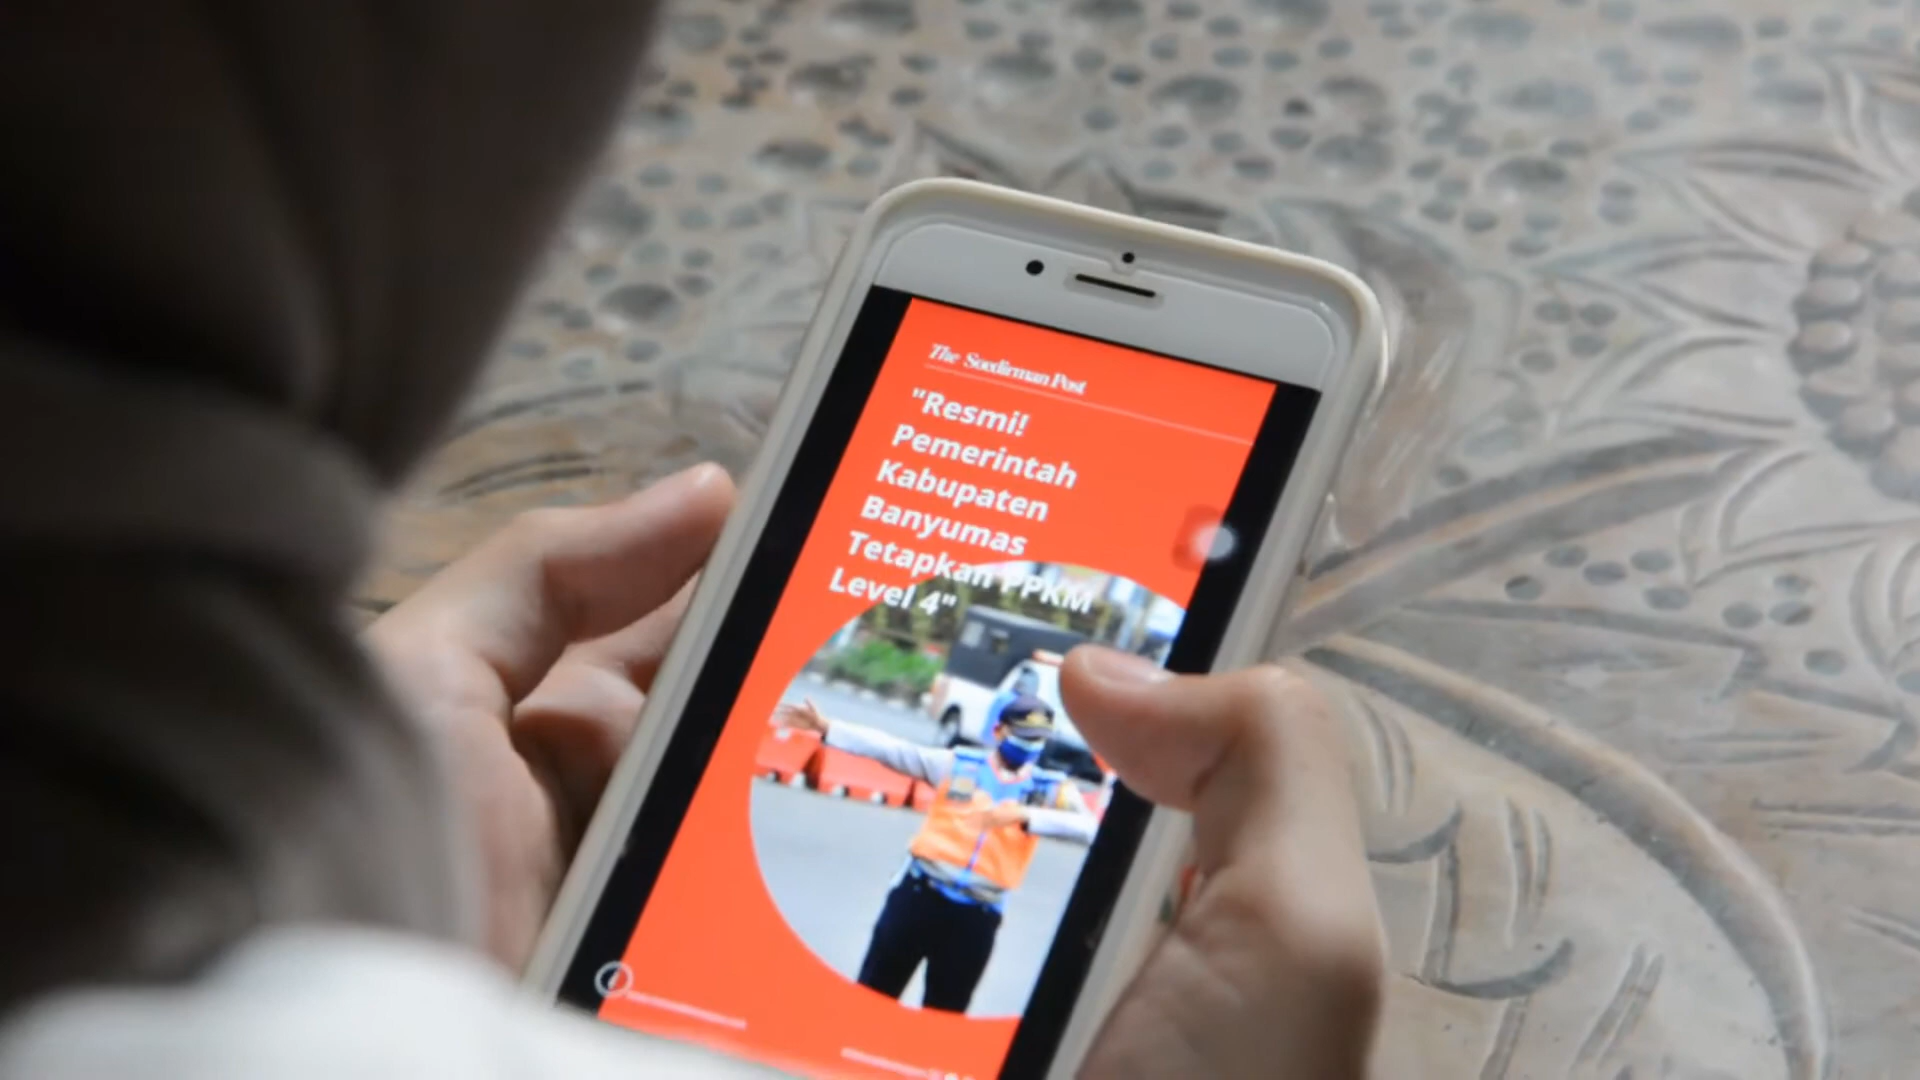 The Soedirman Post
"Resmi!
Pemerintah
Kabupaten
Banyumas
Tetapkan PPKM
Level 4"